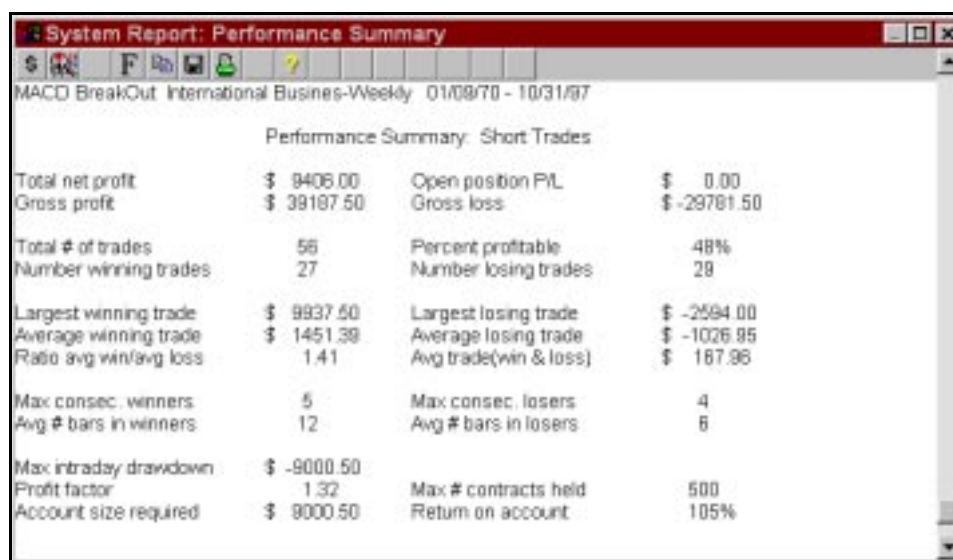 System Report: Performance Summary
$ F ?
MACD BreakOut International Busines-Weekly 01/09/70 - 10/31/97
Performance Summary: Short Trades
Total net profit $ 9406.00 Open position P/L $ 0.00
Gross profit $ 39187.50 Gross loss $ -29781.50
Total # of trades 56 Percent profitable 48%
Number winning trades 27 Number losing trades 29
Largest winning trade $ 9937.50 Largest losing trade $ -2594.00
Average winning trade $ 1451.39 Average losing trade $ -1026.95
Ratio avg win/avg loss 1.41 Avg trade(win & loss) $ 167.96
Max consec. winners 5 Max consec. losers 4
Avg # bars in winners 12 Avg # bars in losers 6
Max intraday drawdown $ -9000.50
Profit factor 1.32 Max # contracts held 500
Account size required $ 9000.50 Return on account 105%